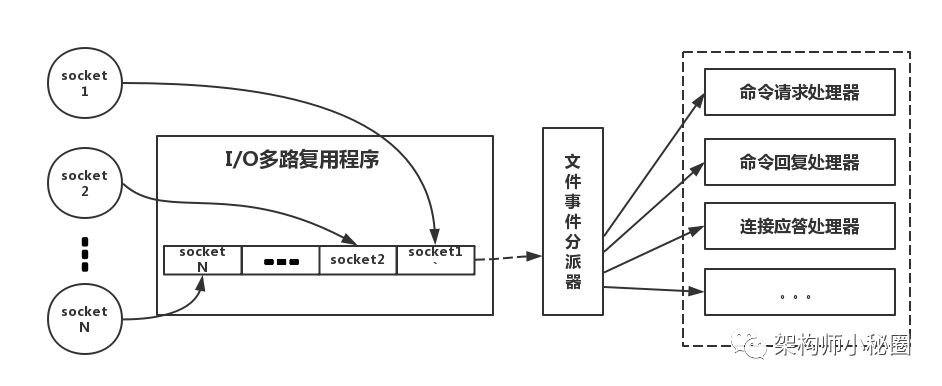 socket
1
socket
2
socket
N
I/O多路复用程序
socket
N
socket2
socket1
、
文件事件分派器
命令请求处理器
命令回复处理器
连接应答处理器
。。。
架构师小秘圈